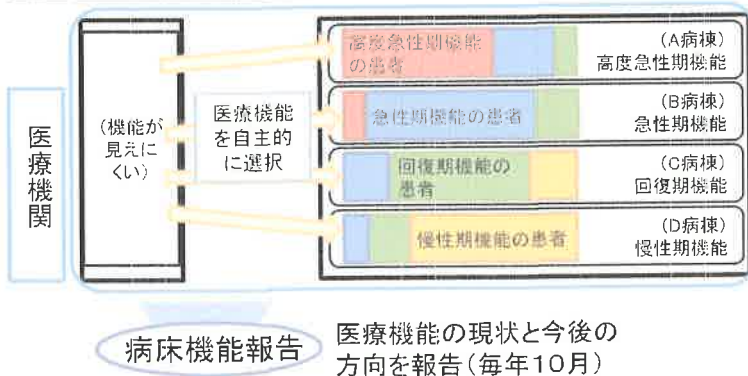 医療機関
(機能が
見えに
くい)
医療機能
を自主的
に選択
高度急性期機能
の患者
(A病棟)
高度急性期機能
急性期機能の患者
(B病棟)
急性期機能
回復期機能の
患者
(C病棟)
回復期機能
慢性期機能の患者
(D病棟)
慢性期機能
病床機能報告
医療機能の現状と今後の
方向を報告(毎年10月)